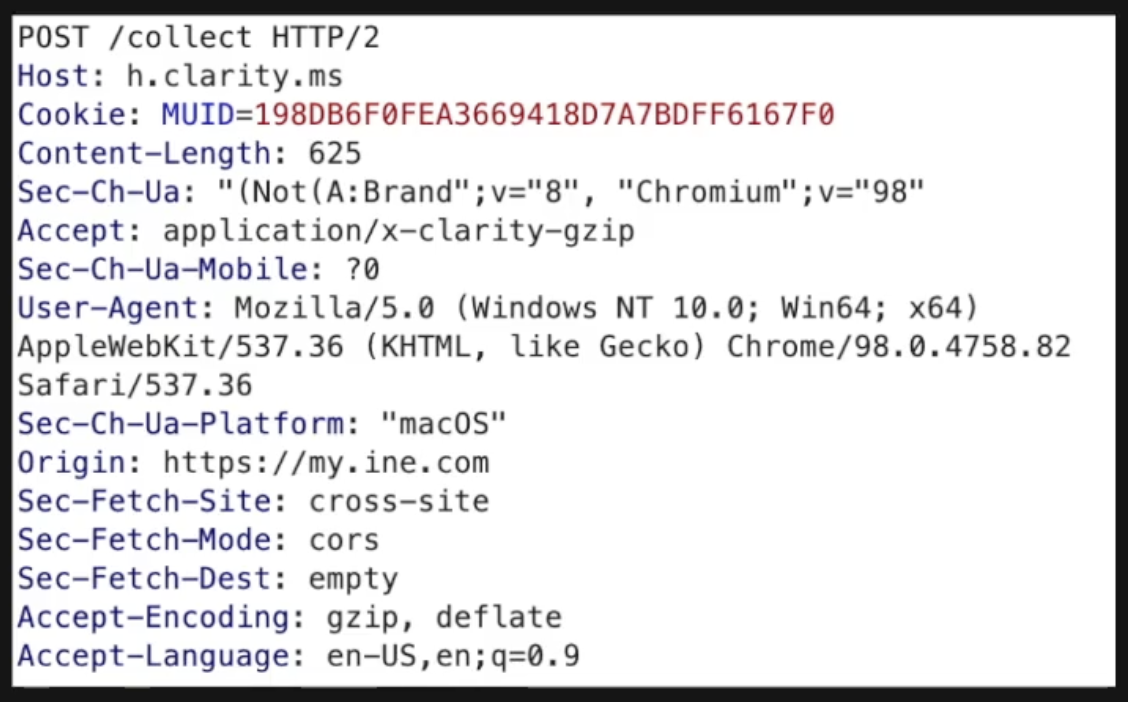 POST /collect HTTP/2
Host: h.clarity.ms
Cookie: MUID=198DB6F0FEA3669418D7A7BDFF6167F0
Content-Length: 625
Sec-Ch-Ua: "(Not(A:Brand";v="8", "Chromium";v="98"
Accept: application/x-clarity-gzip
Sec-Ch-Ua-Mobile: ?0
User-Agent: Mozilla/5.0 (Windows NT 10.0; Win64; x64)
AppleWebKit/537.36 (KHTML, like Gecko) Chrome/98.0.4758.82
Safari/537.36
Sec-Ch-Ua-Platform: "macOS"
Origin: https://my.ine.com
Sec-Fetch-Site: cross-site
Sec-Fetch-Mode: cors
Sec-Fetch-Dest: empty
Accept-Encoding: gzip, deflate
Accept-Language: en-US,en;q=0.9